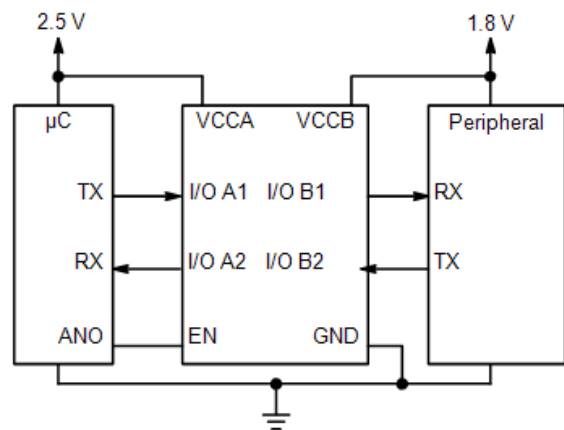 2.5 V 1.8 V
µC VCCA VCCB Peripheral
TX I/O A1 I/O B1 RX
RX I/O A2 I/O B2 TX
ANO EN GND